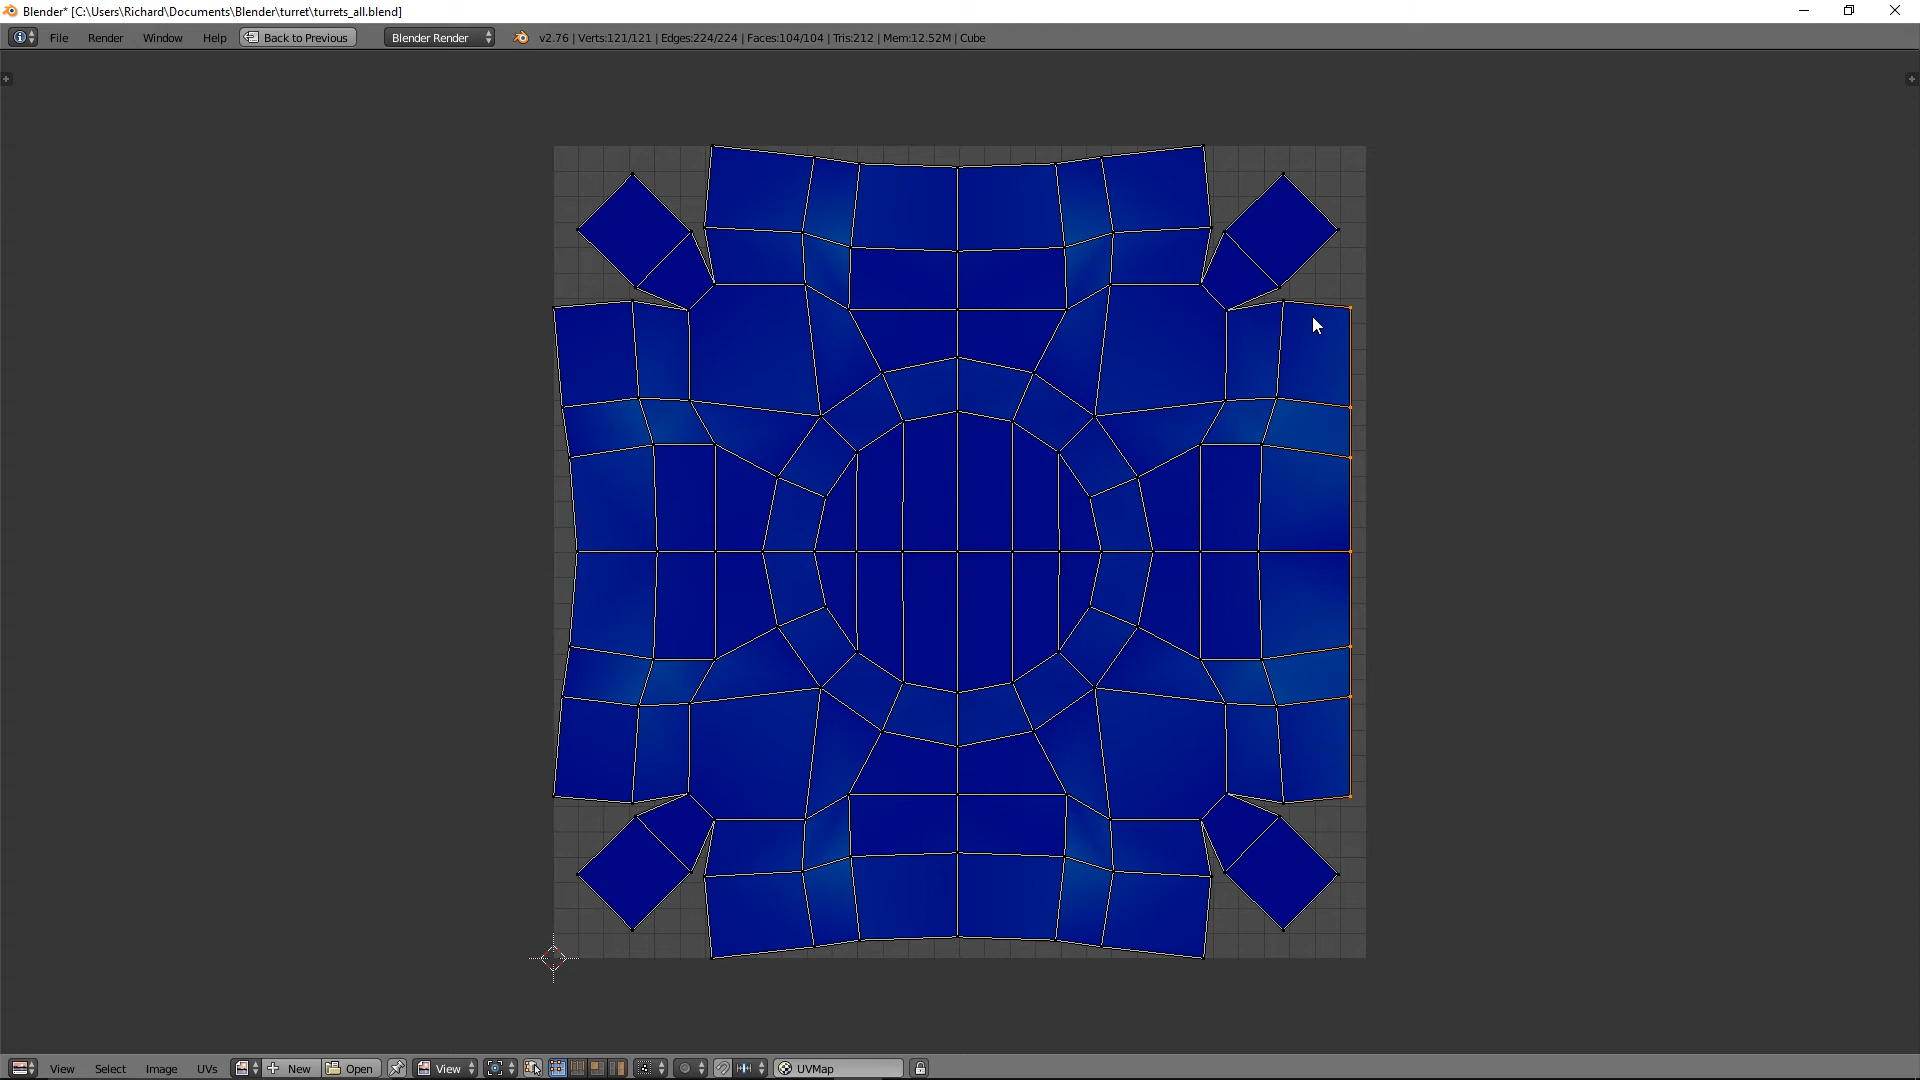 Blender* [C:\Users\Richard\Documents\Blender\turret\turrets_all.blend]
File Render Window Help Back to Previous Blender Render v2.76 | Verts:121/121 | Edges:224/224 | Faces:104/104 | Tris:212 | Mem:12.52M | Cube
View Select Image UVs New Open View UVMap